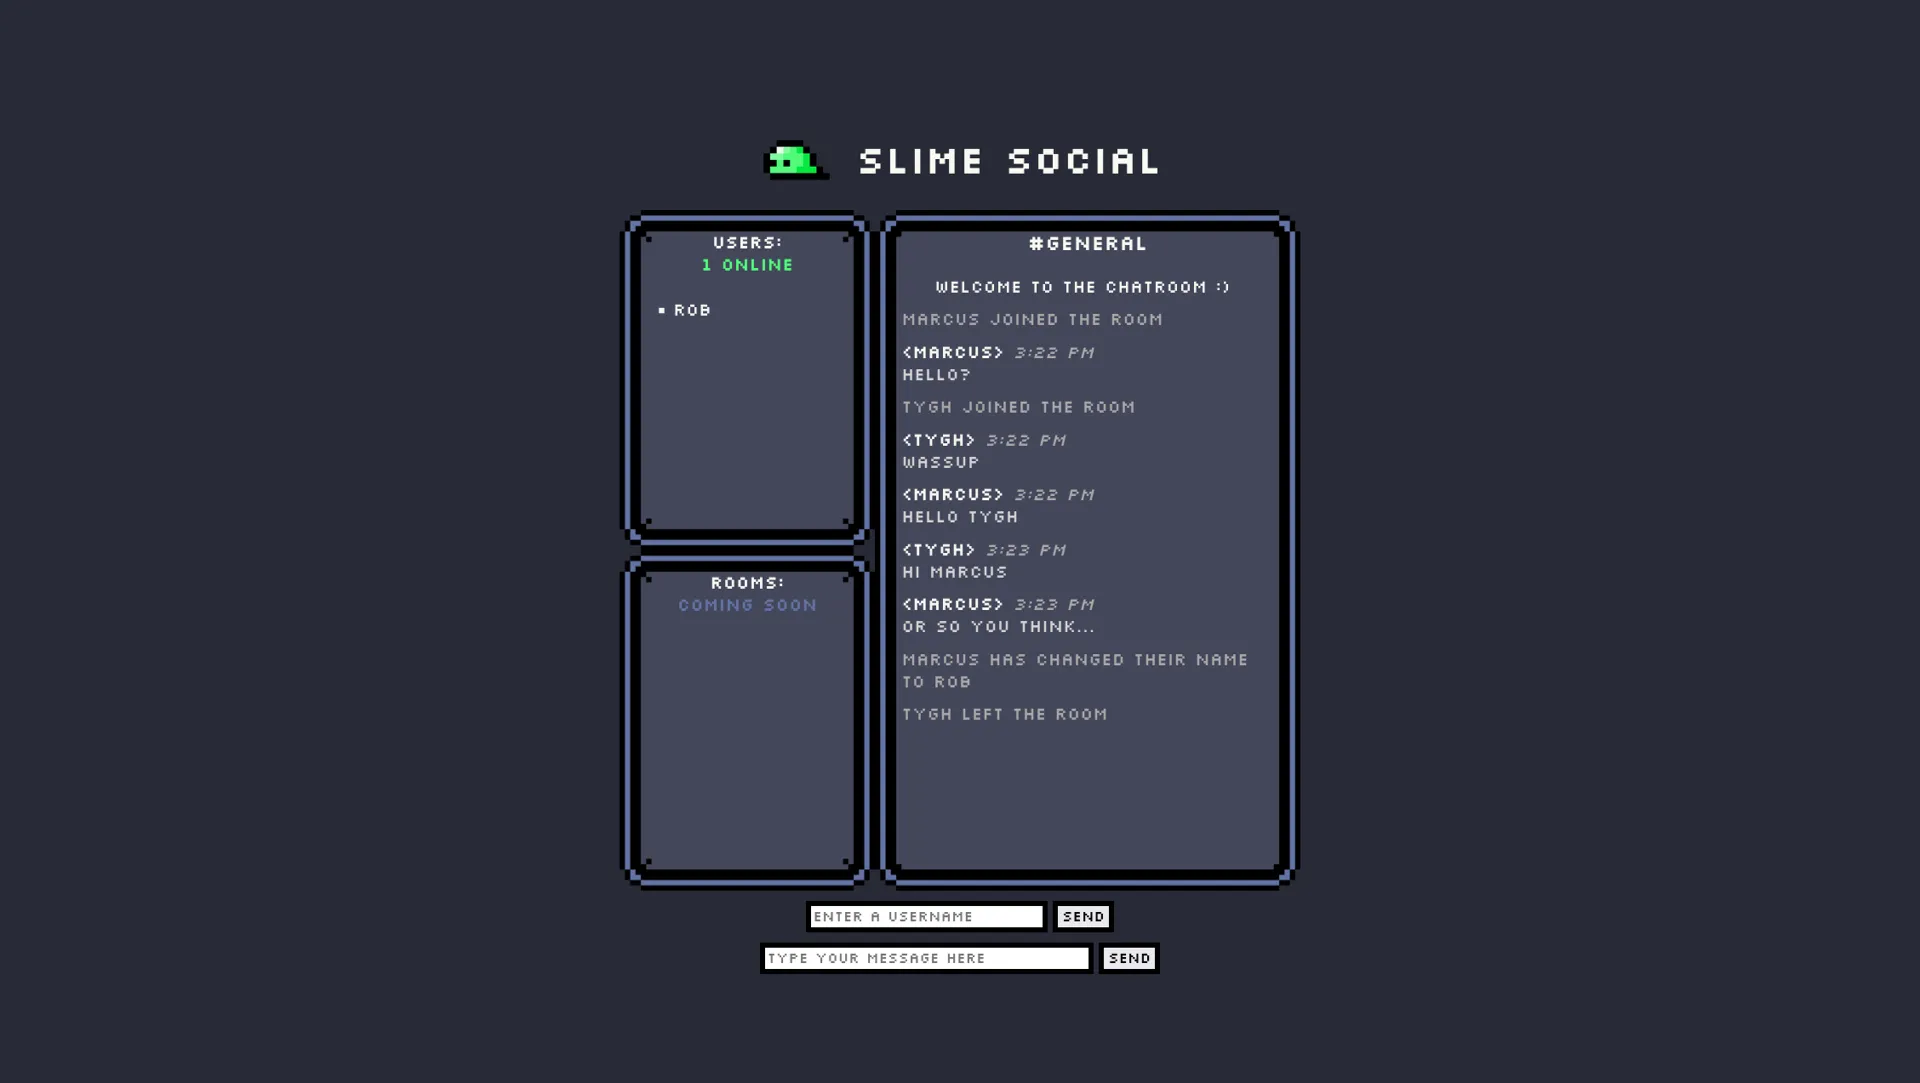 SLIME SOCIAL
USERS:
1 ONLINE
▪ ROB
ROOMS:
COMING SOON
#GENERAL
WELCOME TO THE CHATROOM :)
MARCUS JOINED THE ROOM
<MARCUS> 3:22 PM
HELLO?
TYGH JOINED THE ROOM
<TYGH> 3:22 PM
WASSUP
<MARCUS> 3:22 PM
HELLO TYGH
<TYGH> 3:23 PM
HI MARCUS
<MARCUS> 3:23 PM
OR SO YOU THINK...
MARCUS HAS CHANGED THEIR NAME
TO ROB
TYGH LEFT THE ROOM
ENTER A USERNAME SEND
TYPE YOUR MESSAGE HERE SEND